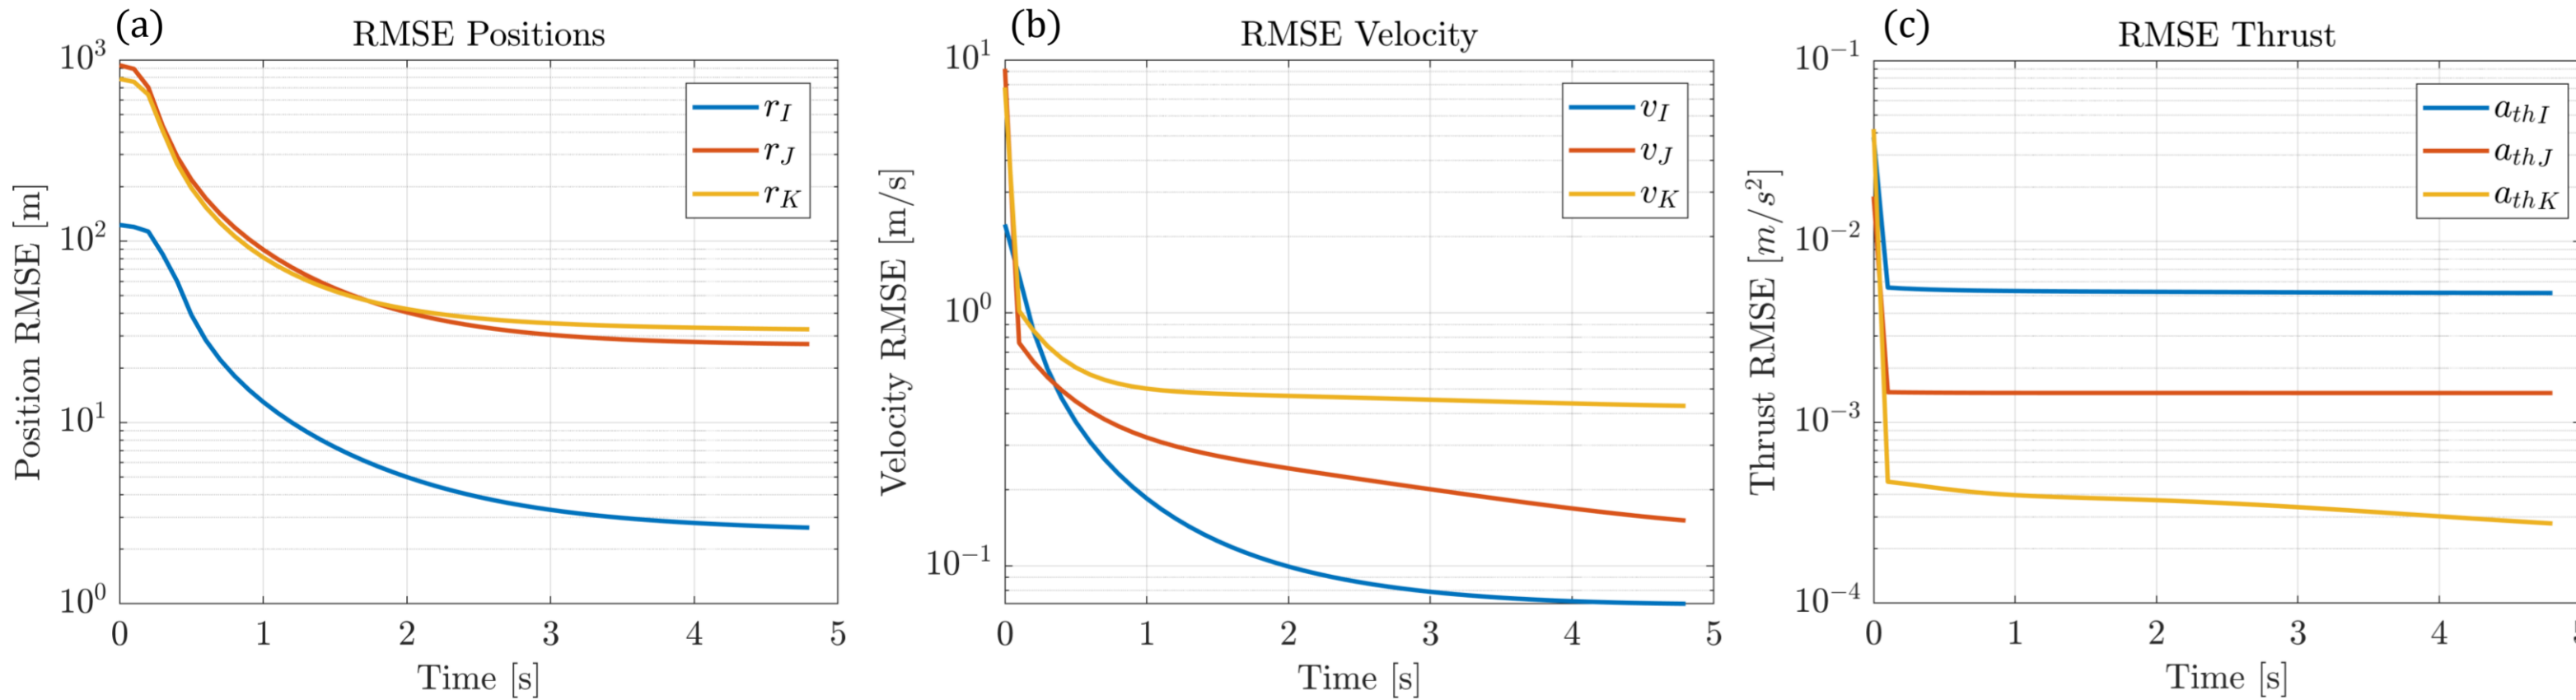 (a)
RMSE Positions
Position RMSE [m]
10^3
10^2
10^1
10^0
r_I
r_J
r_K
0 1 2 3 4 5
Time [s]
(b)
RMSE Velocity
Velocity RMSE [m/s]
10^1
10^0
10^-1
v_I
v_J
v_K
0 1 2 3 4 5
Time [s]
(c)
RMSE Thrust
Thrust RMSE [m/s^2]
10^-1
10^-2
10^-3
10^-4
a_thI
a_thJ
a_thK
0 1 2 3 4
Time [s]